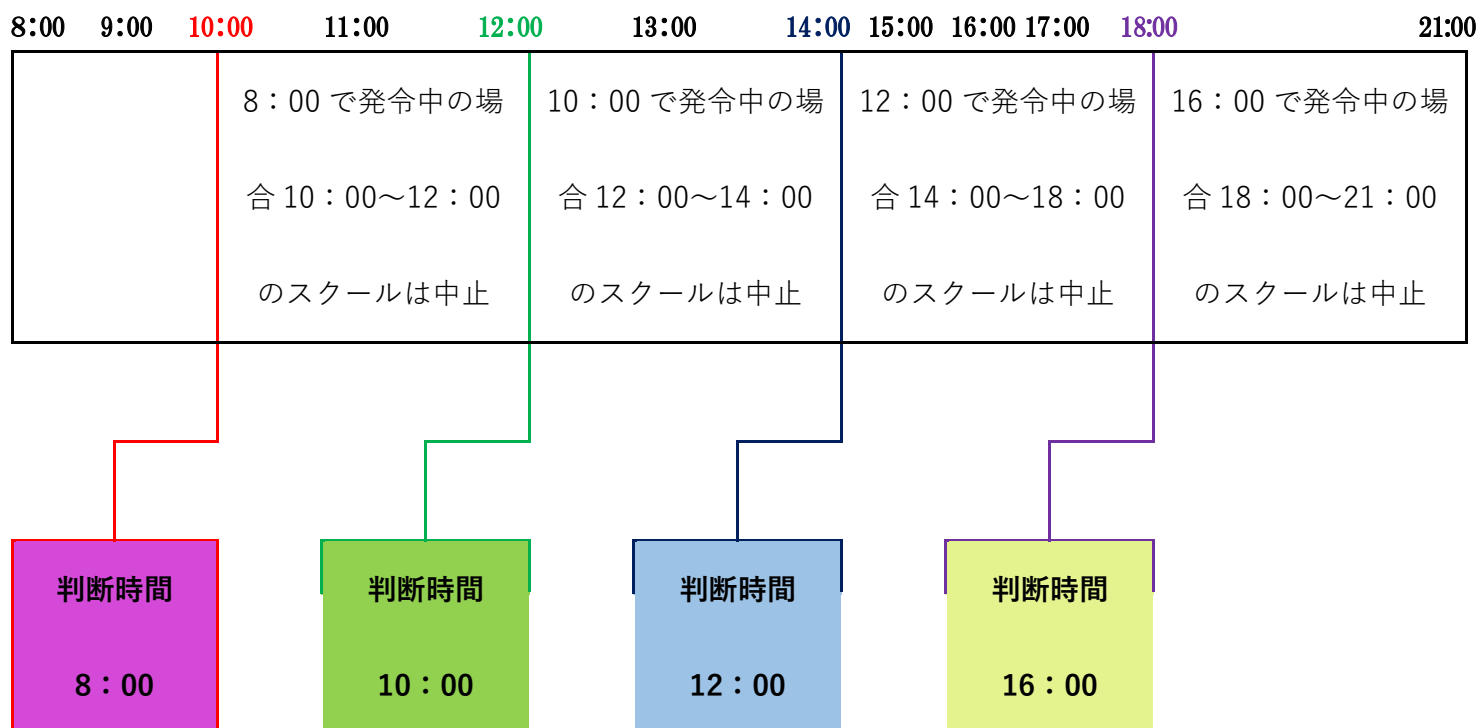 8:00 9:00 10:00 11:00 12:00 13:00 14:00 15:00 16:00 17:00 18:00 21:00
8：00 で発令中の場
合 10：00～12：00
のスクールは中止
10：00 で発令中の場
合 12：00～14：00
のスクールは中止
12：00 で発令中の場
合 14：00～18：00
のスクールは中止
16：00 で発令中の場
合 18：00～21：00
のスクールは中止
判断時間
8：00
判断時間
10：00
判断時間
12：00
判断時間
16：00